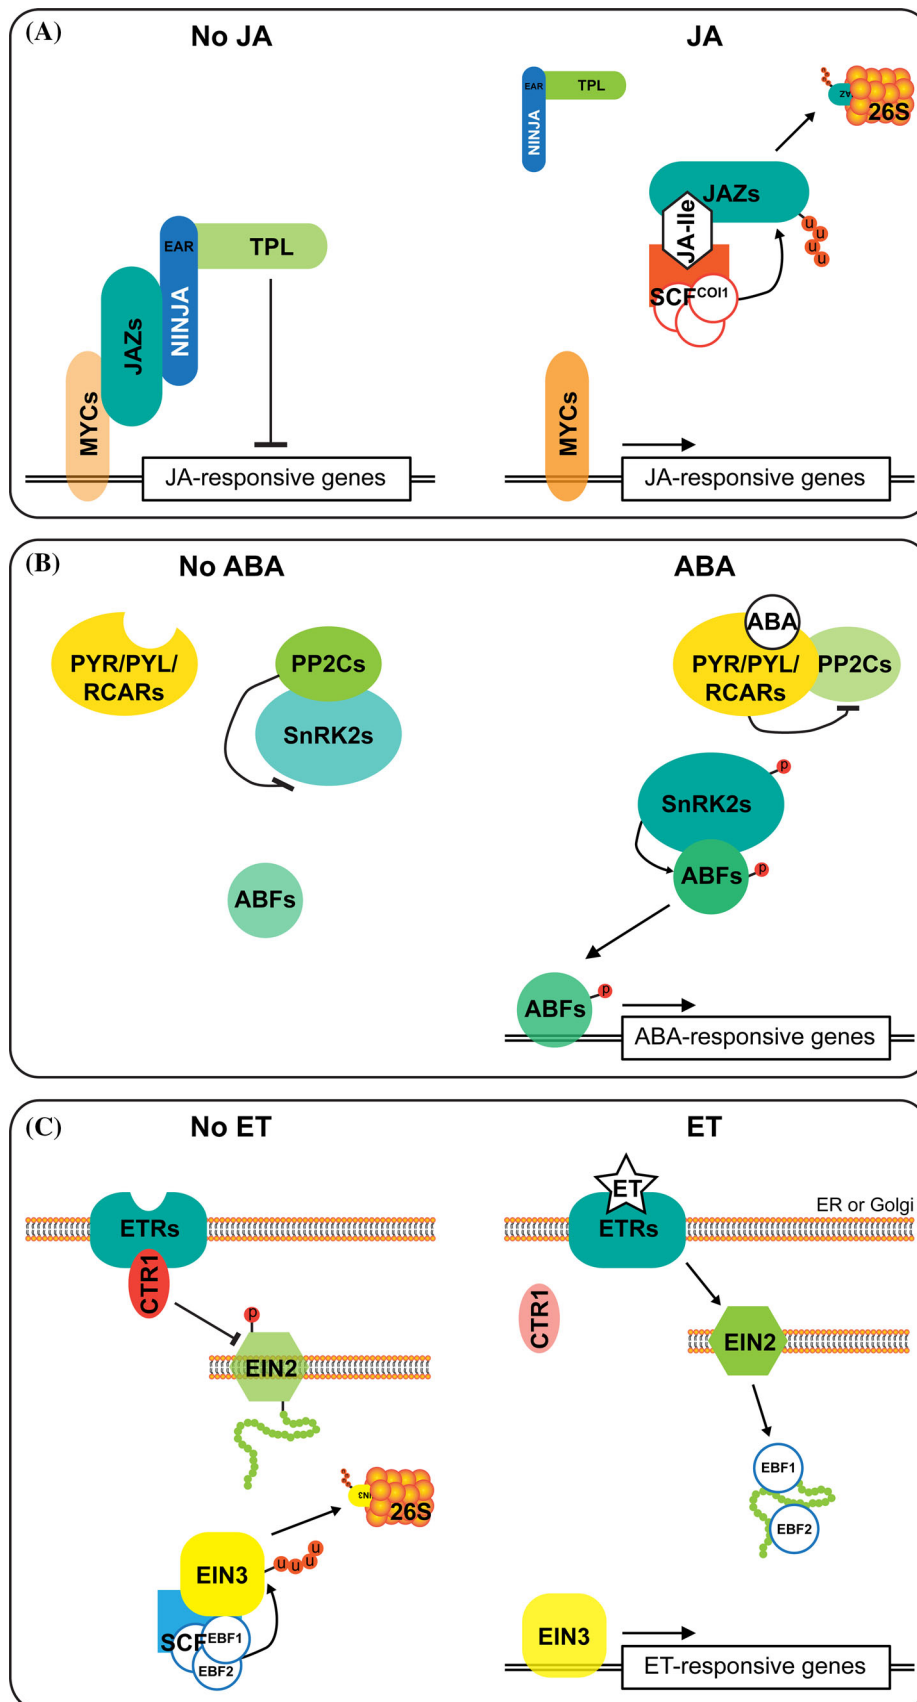 (A)
No JA
JA
EAR
TPL
NINJA
AZ
26S
JAZs
JA-Ile
u
u
u
u
SCF^COI1
EAR
TPL
NINJA
JAZs
MYCs
JA-responsive genes
MYCs
JA-responsive genes
(B)
No ABA
ABA
PYR/PYL/
RCARs
PP2Cs
SnRK2s
ABFs
ABA
PYR/PYL/
RCARs
PP2Cs
p
SnRK2s
ABFs
p
ABFs
p
ABA-responsive genes
(C)
No ET
ET
ETRs
CTR1
p
EIN2
IN3
26S
EIN3
u
u
u
u
SCF
EBF1
EBF2
ET
ETRs
ER or Golgi
CTR1
EIN2
EBF1
EBF2
EIN3
ET-responsive genes